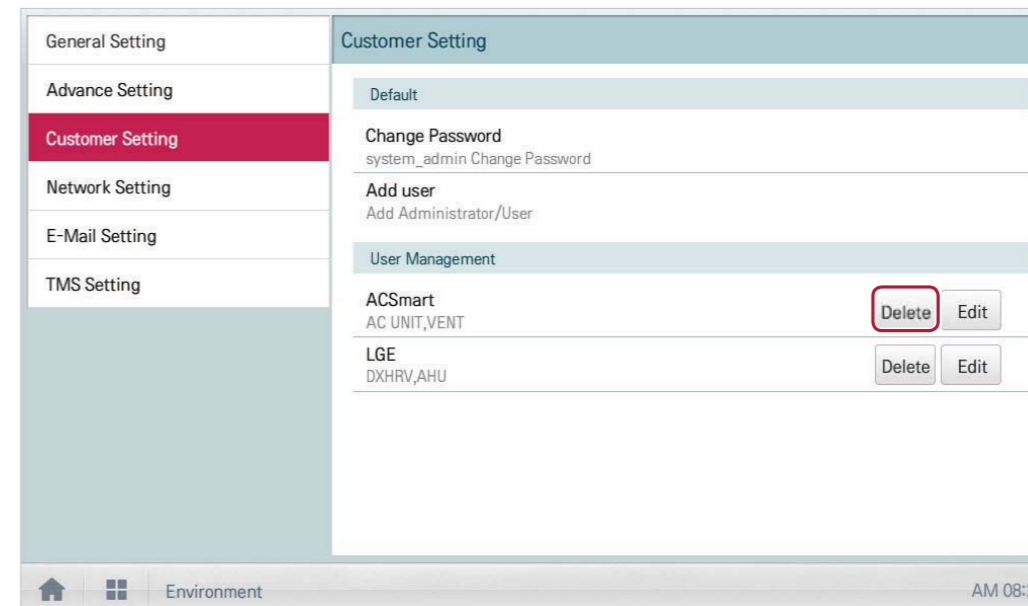 General Setting
Advance Setting
Customer Setting
Network Setting
E-Mail Setting
TMS Setting
Customer Setting
Default
Change Password
system_admin Change Password
Add user
Add Administrator/User
User Management
ACSmart
AC UNIT,VENT
Delete Edit
LGE
DXHRV,AHU
Delete Edit
Environment
AM 08: